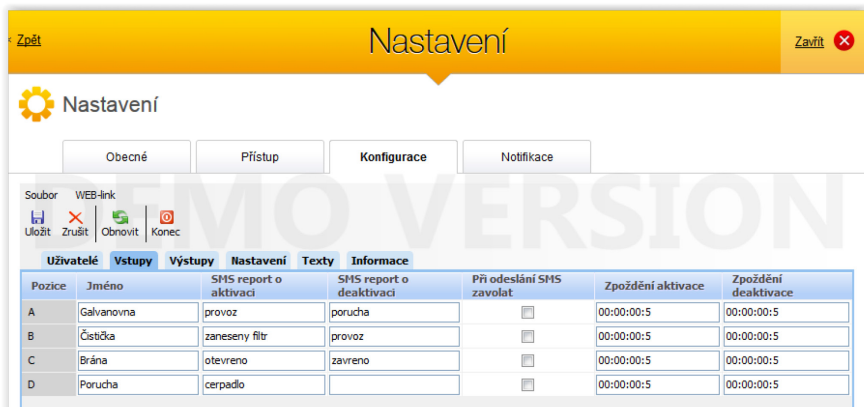 < Zpět
Nastavení
Zavřít
Nastavení
Obecné Přístup Konfigurace Notifikace
DEMO VERSION
Soubor WEB-link
Uložit Zrušit Obnovit Konec
Uživatelé Vstupy Výstupy Nastavení Texty Informace
Pozice Jméno SMS report o aktivaci SMS report o deaktivaci Při odeslání SMS zavolat Zpoždění aktivace Zpoždění deaktivace
A Galvanovna provoz porucha 00:00:00:5 00:00:00:5
B Čistička zaneseny filtr provoz 00:00:00:5 00:00:00:5
C Brána otevreno zavreno 00:00:00:5 00:00:00:5
D Porucha cerpadlo 00:00:00:5 00:00:00:5